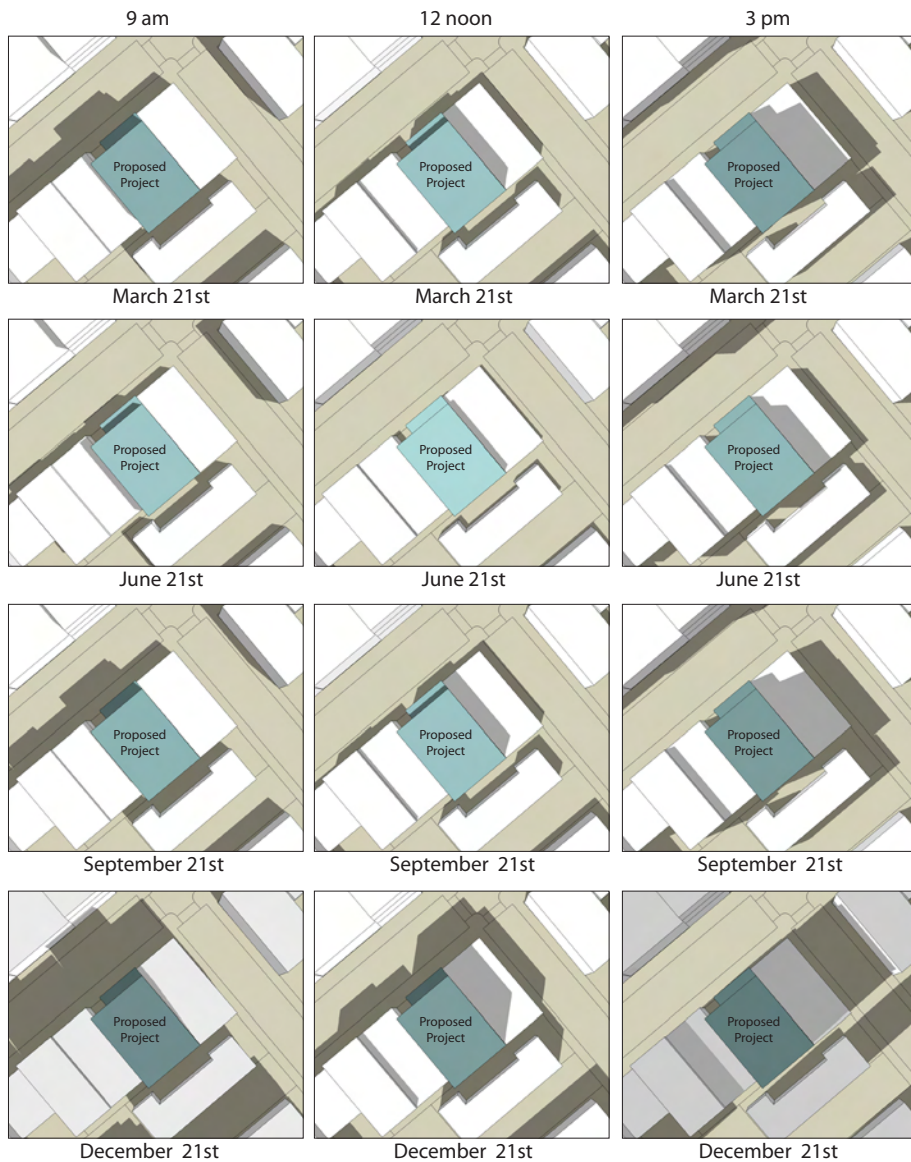 9 am
12 noon
3 pm
Proposed
Project
Proposed
Project
Proposed
Project
March 21st
March 21st
March 21st
Proposed
Project
Proposed
Project
Proposed
Project
June 21st
June 21st
June 21st
Proposed
Project
Proposed
Project
Proposed
Project
September 21st
September 21st
September 21st
Proposed
Project
Proposed
Project
Proposed
Project
December 21st
December 21st
December 21st